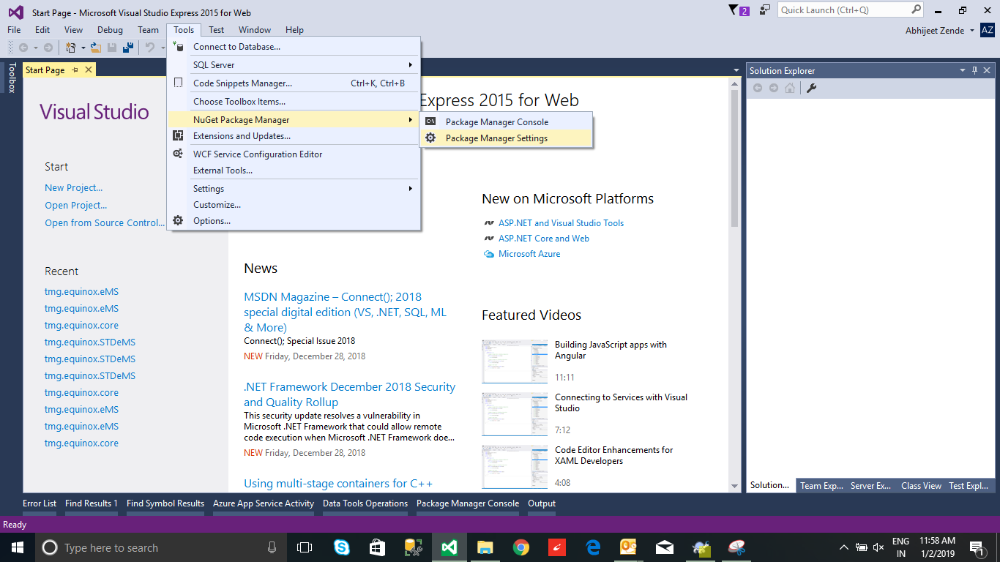 Start Page - Microsoft Visual Studio Express 2015 for Web
2
Quick Launch (Ctrl+Q)
File Edit View Debug Team Tools Test Window Help
Abhijeet Zende AZ
Toolbox
Start Page
Visual Studio
Start
New Project...
Open Project...
Open from Source Control...
Recent
tmg.equinox.eMS
tmg.equinox.eMS
tmg.equinox.core
tmg.equinox.STDeMS
tmg.equinox.STDeMS
tmg.equinox.STDeMS
tmg.equinox.core
tmg.equinox.eMS
tmg.equinox.eMS
tmg.equinox.core
Connect to Database...
SQL Server
Code Snippets Manager... Ctrl+K, Ctrl+B
Choose Toolbox Items...
NuGet Package Manager
Extensions and Updates...
WCF Service Configuration Editor
External Tools...
Settings
Customize...
Options...
C:\
Package Manager Console
Package Manager Settings
Express 2015 for Web
News
MSDN Magazine – Connect(); 2018
special digital edition (VS, .NET, SQL, ML
& More)
Connect(); Special Issue 2018
NEW Friday, December 28, 2018
.NET Framework December 2018 Security
and Quality Rollup
This security update resolves a vulnerability in
Microsoft .NET Framework that could allow remote
code execution when Microsoft .NET Framework doe...
NEW Friday, December 28, 2018
Using multi-stage containers for C++
New on Microsoft Platforms
ASP.NET and Visual Studio Tools
ASP.NET Core and Web
Microsoft Azure
Featured Videos
Building JavaScript apps with
Angular
11:11
Connecting to Services with Visual
Studio
7:12
Code Editor Enhancements for
XAML Developers
4:08
Solution Explorer
Solution... Team Exp... Server Ex... Class View Test Expl...
Error List Find Results 1 Find Symbol Results Azure App Service Activity Data Tools Operations Package Manager Console Output
Ready
Type here to search
ENG
IN
11:58 AM
1/2/2019
1